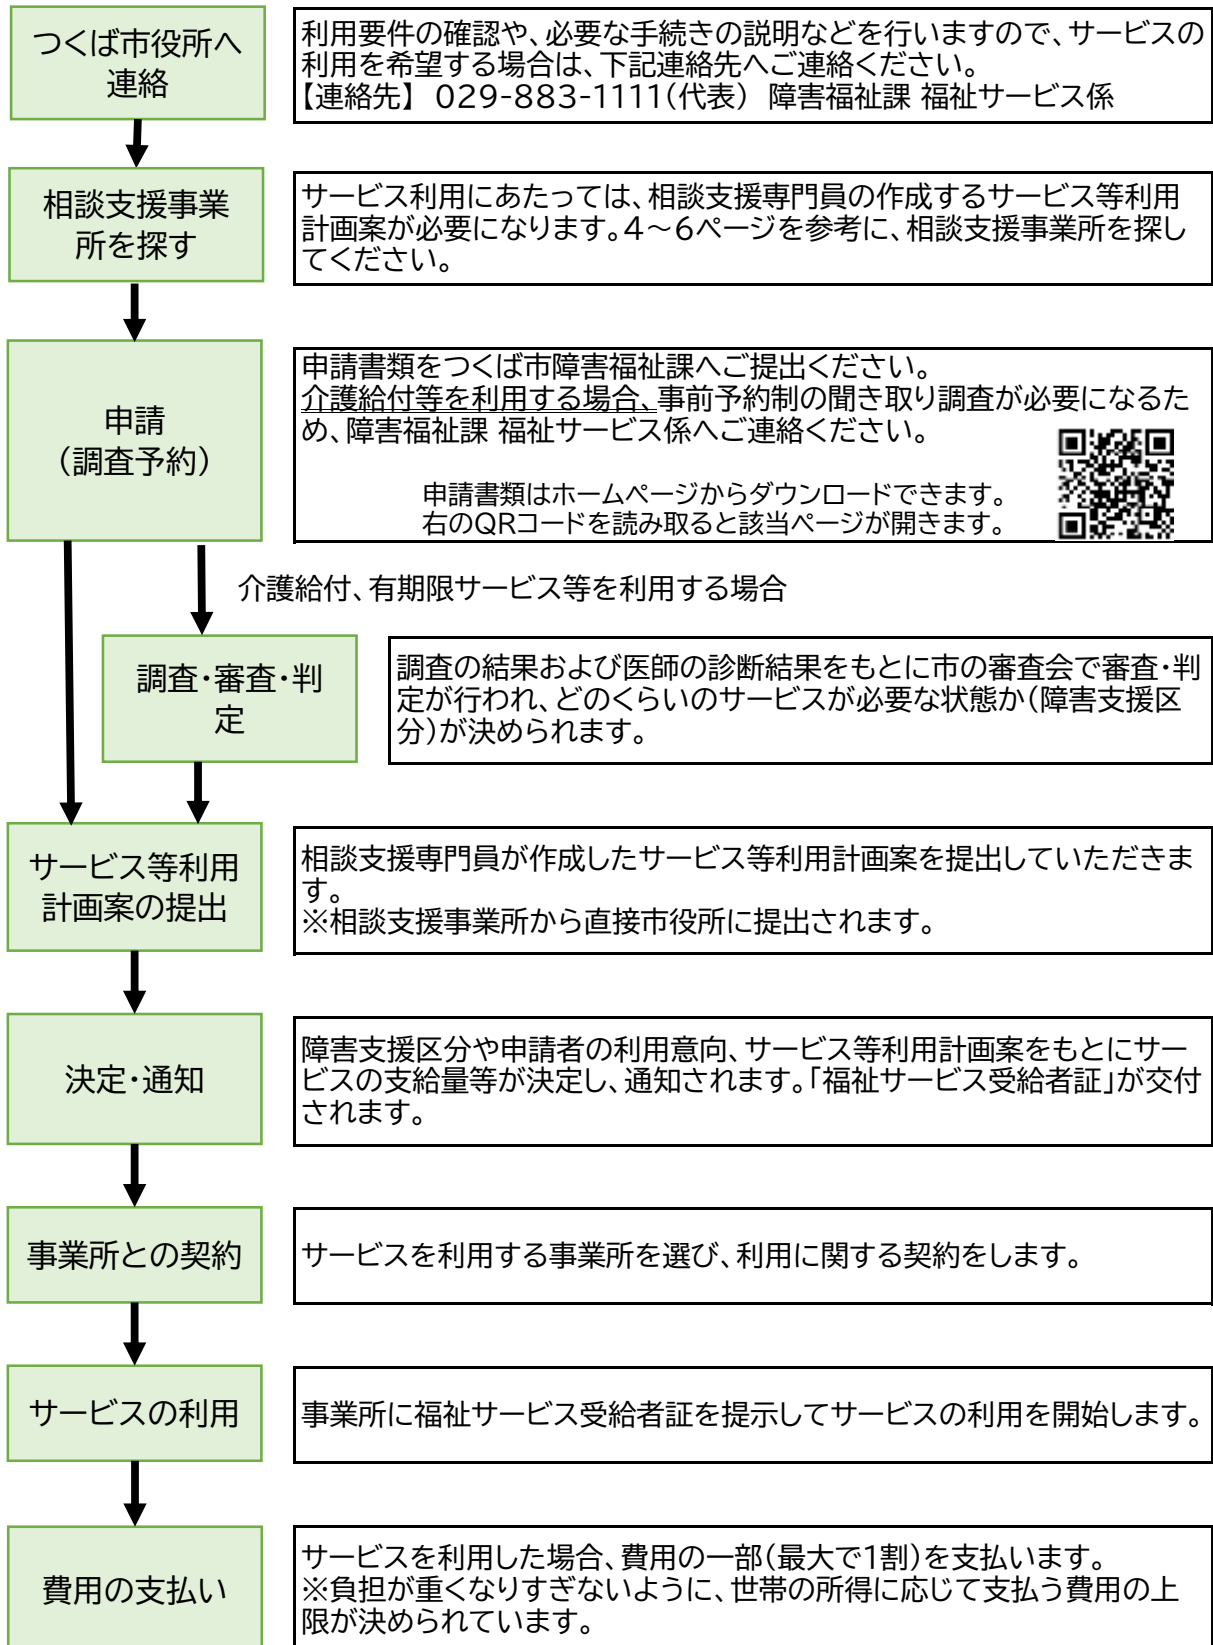 つくば市役所へ
連絡
利用要件の確認や、必要な手続きの説明などを行いますので、サービスの
利用を希望する場合は、下記連絡先へご連絡ください。
【連絡先】 029-883-1111(代表) 障害福祉課 福祉サービス係
相談支援事業
所を探す
サービス利用にあたっては、相談支援専門員の作成するサービス等利用
計画案が必要になります。4～6ページを参考に、相談支援事業所を探し
てください。
申請
(調査予約)
申請書類をつくば市障害福祉課へご提出ください。
介護給付等を利用する場合、事前予約制の聞き取り調査が必要になるた
め、障害福祉課 福祉サービス係へご連絡ください。
申請書類はホームページからダウンロードできます。
右のQRコードを読み取ると該当ページが開きます。
介護給付、有期限サービス等を利用する場合
調査・審査・判
定
調査の結果および医師の診断結果をもとに市の審査会で審査・判
定が行われ、どのくらいのサービスが必要な状態か(障害支援区
分)が決められます。
サービス等利用
計画案の提出
相談支援専門員が作成したサービス等利用計画案を提出していただきま
す。
※相談支援事業所から直接市役所に提出されます。
決定・通知
障害支援区分や申請者の利用意向、サービス等利用計画案をもとにサー
ビスの支給量等が決定し、通知されます。「福祉サービス受給者証」が交付
されます。
事業所との契約
サービスを利用する事業所を選び、利用に関する契約をします。
サービスの利用
事業所に福祉サービス受給者証を提示してサービスの利用を開始します。
費用の支払い
サービスを利用した場合、費用の一部(最大で1割)を支払います。
※負担が重くなりすぎないように、世帯の所得に応じて支払う費用の上
限が決められています。